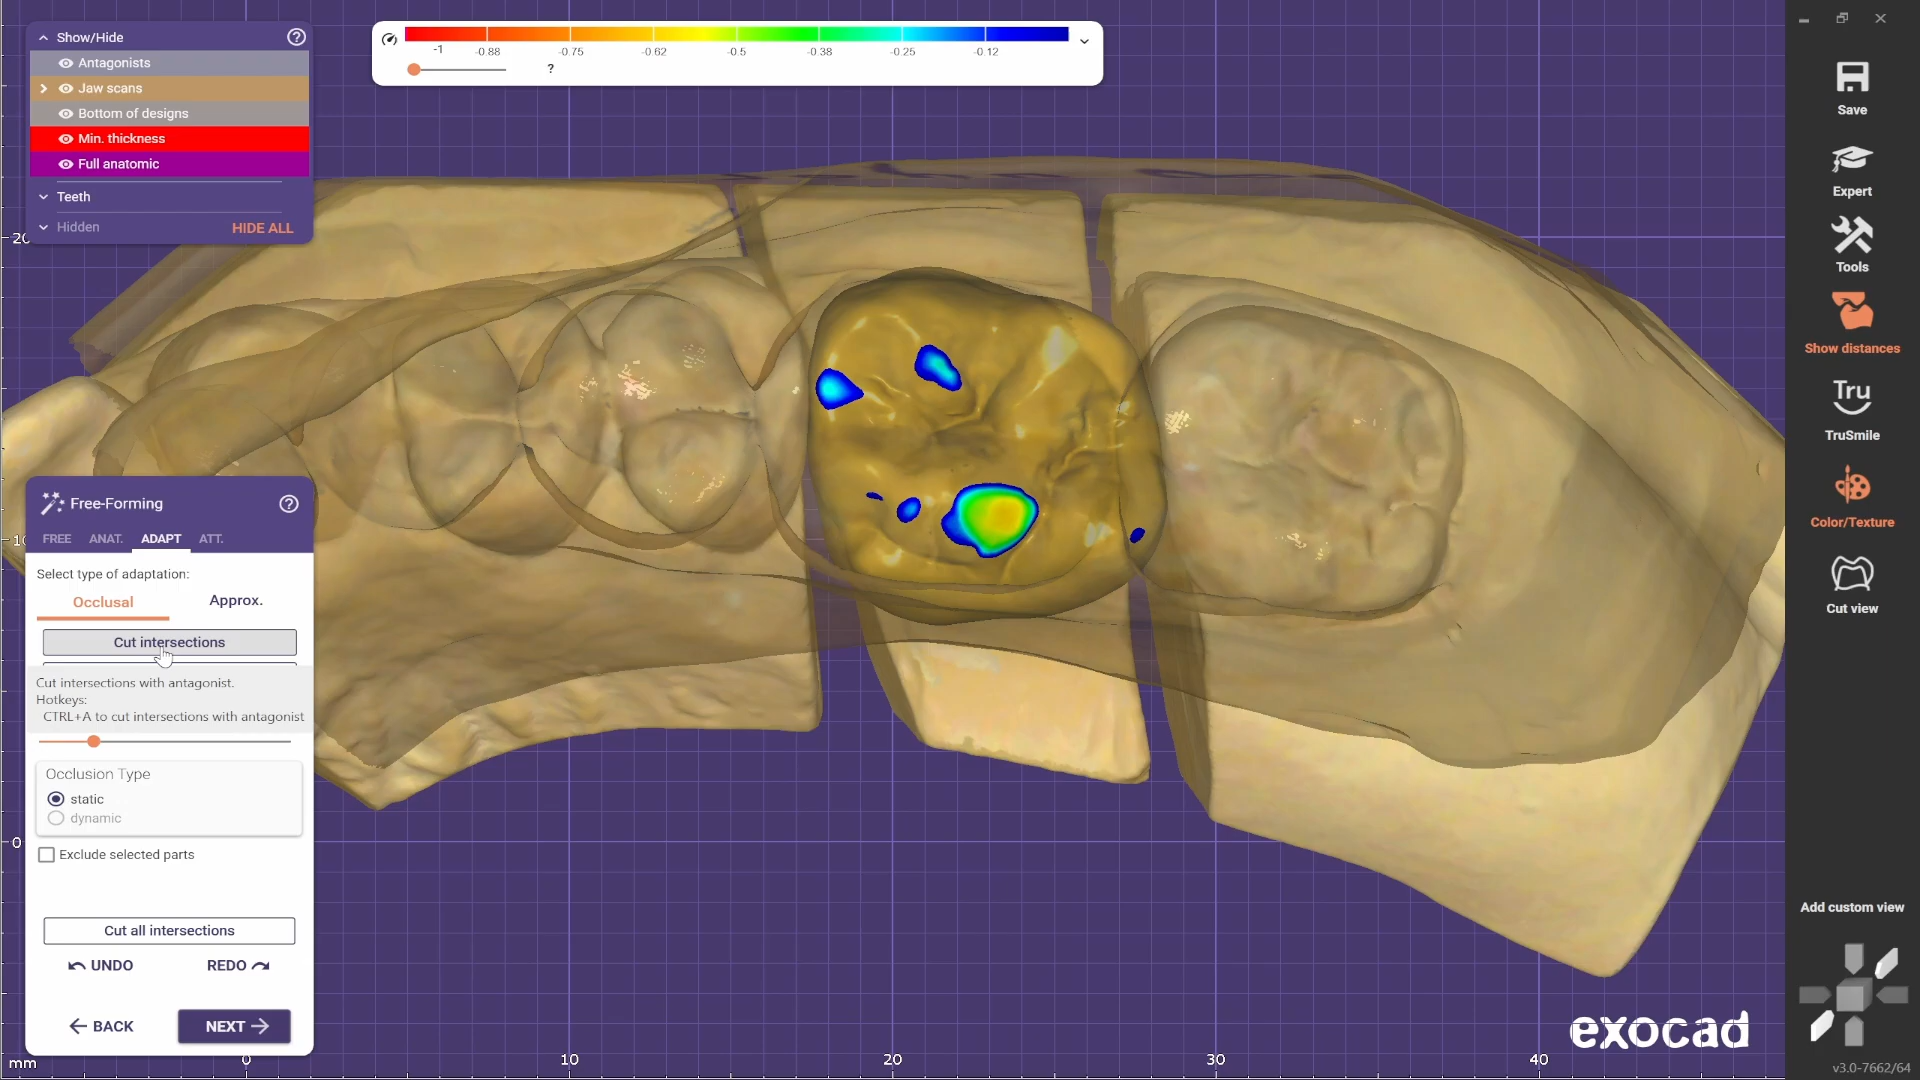 Show/Hide
Antagonists
Jaw scans
Bottom of designs
Min. thickness
Full anatomic
Teeth
Hidden HIDE ALL
-1 -0.88 -0.75 -0.62 -0.5 -0.38 -0.25 -0.12
?
Save
Expert
Tools
Show distances
Tru
TruSmile
Color/Texture
Cut view
Add custom view
Free-Forming
FREE ANAT. ADAPT ATT.
Select type of adaptation:
Occlusal Approx.
Cut intersections
Cut intersections with antagonist.
Hotkeys:
CTRL+A to cut intersections with antagonist
Occlusion Type
static
dynamic
Exclude selected parts
Cut all intersections
UNDO REDO
BACK NEXT
20
10
0
mm 0 10 20 30 40
exocad
v3.0-7662/64